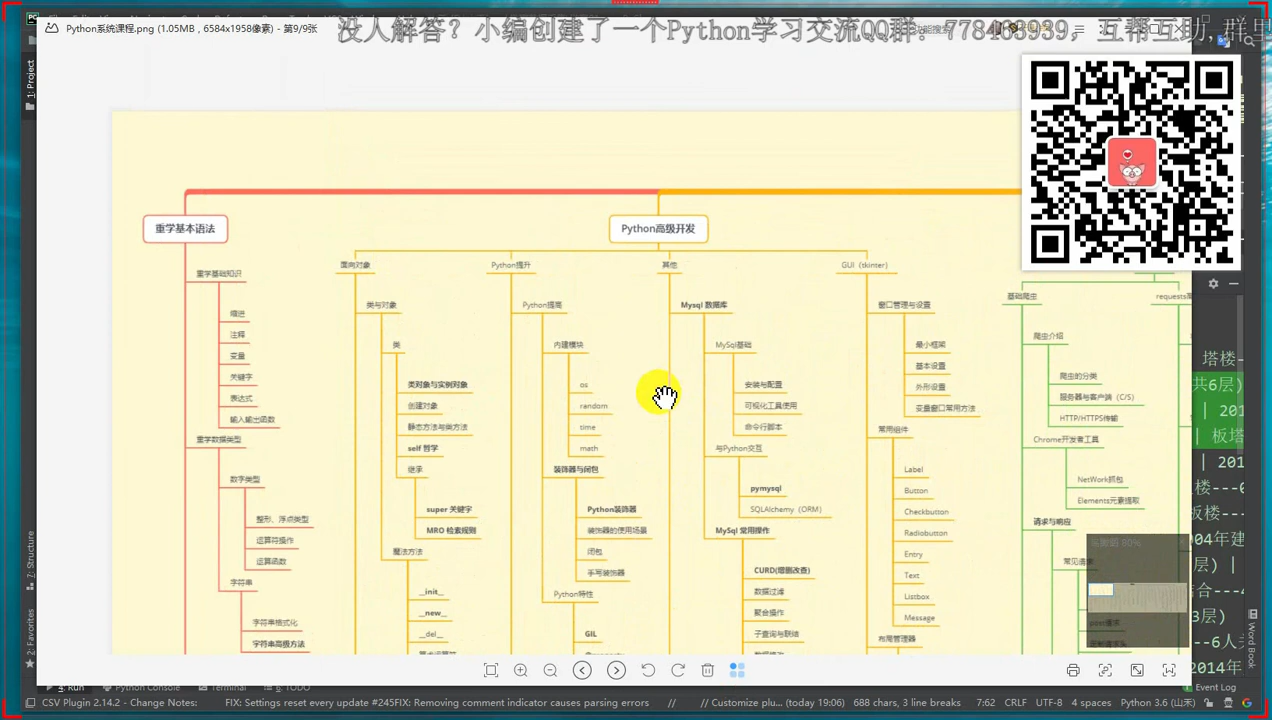 没人解答？小编创建了一个Python学习交流QQ群：778463939，互帮互助，群里
Python系统课程.png (1.05MB , 6584x1958像素) - 第9/9张
1: Project
重学基本语法
重学基础知识
缩进
注释
变量
关键字
表达式
输入输出函数
重学数据类型
数字类型
整形、浮点类型
运算符操作
运算函数
字符串
字符串格式化
字符串高级方法
Python高级开发
面向对象
类与对象
类
类对象与实例对象
创建对象
静态方法与类方法
self 哲学
继承
super 关键字
MRO 检索规则
魔法方法
__init__
__new__
__del__
Python提升
Python提高
内建模块
os
random
time
math
装饰器与闭包
Python装饰器
装饰器的使用场景
闭包
手写装饰器
Python特性
GIL
其他
Mysql 数据库
MySql基础
安装与配置
可视化工具使用
命令行脚本
与Python交互
pymysql
SQLAlchemy（ORM）
MySql 常用操作
CURD(增删改查)
数据过滤
聚合操作
子查询与联结
GUI（tkinter）
窗口管理与设置
最小框架
基本设置
外形设置
变量窗口常用方法
常用组件
Label
Button
Checkbutton
Radiobutton
Entry
Text
Listbox
Message
布局管理器
基础爬虫
爬虫介绍
爬虫的分类
服务器与客户端（C/S）
HTTP/HTTPS传输
Chrome开发者工具
NetWork抓包
Elements元素提取
请求与响应
常见请
requests
塔楼
共6层)
| 201
| 板塔
| 201
板楼---
004年建
层) |
结合---4
3层)
--6人关
2014年
7: Structure
2: Favorites
Word Book
4: Run
Python Console
Terminal
6: TODO
Event Log
CSV Plugin 2.14.2 - Change Notes: FIX: Settings reset every update #245FIX: Removing comment indicator causes parsing errors // // Customize plu... (today 19:06) 688 chars, 3 line breaks 7:62 CRLF UTF-8 4 spaces Python 3.6 (山禾)